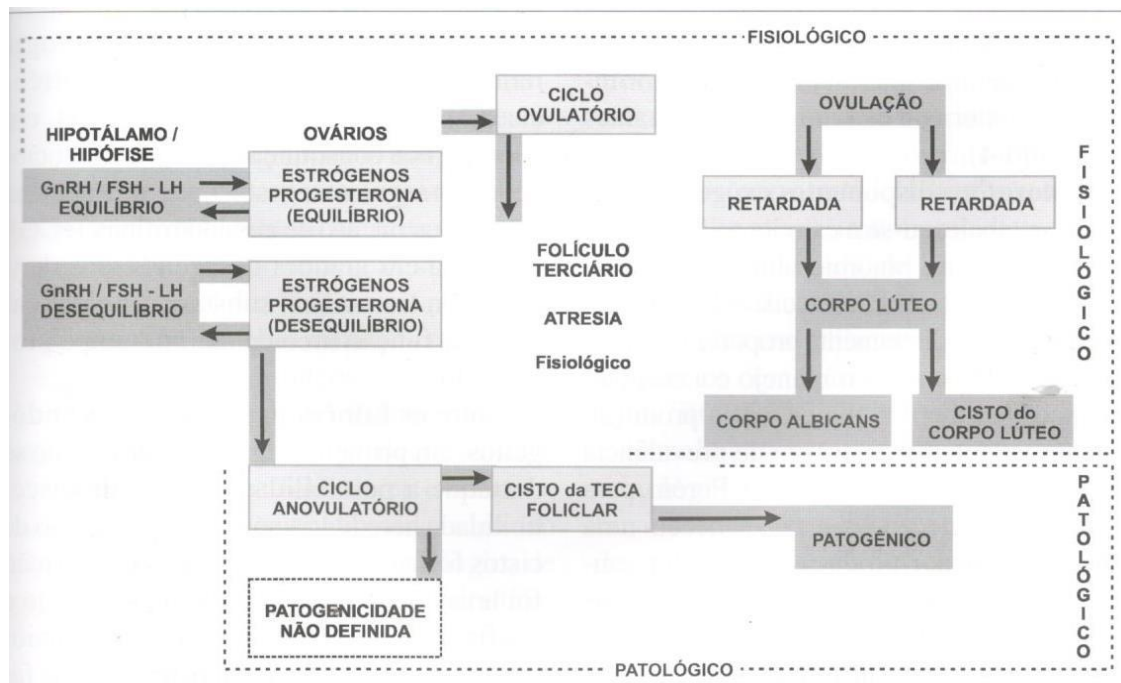 FISIOLÓGICO
CICLO
OVULATÓRIO
OVULAÇÃO
HIPOTÁLAMO /
HIPÓFISE
OVÁRIOS
GnRH / FSH - LH
EQUILÍBRIO
ESTRÓGENOS
PROGESTERONA
(EQUILÍBRIO)
RETARDADA
RETARDADA
FISIOLÓGICO
FOLÍCULO
TERCIÁRIO
GnRH / FSH - LH
DESEQUILÍBRIO
ESTRÓGENOS
PROGESTERONA
(DESEQUILÍBRIO)
ATRESIA
CORPO LÚTEO
Fisiológico
CORPO ALBICANS
CISTO do
CORPO LÚTEO
CICLO
ANOVULATÓRIO
CISTO da TECA
FOLICLAR
PATOGÊNICO
PATOLÓGICO
PATOGENICIDADE
NÃO DEFINIDA
PATOLÓGICO